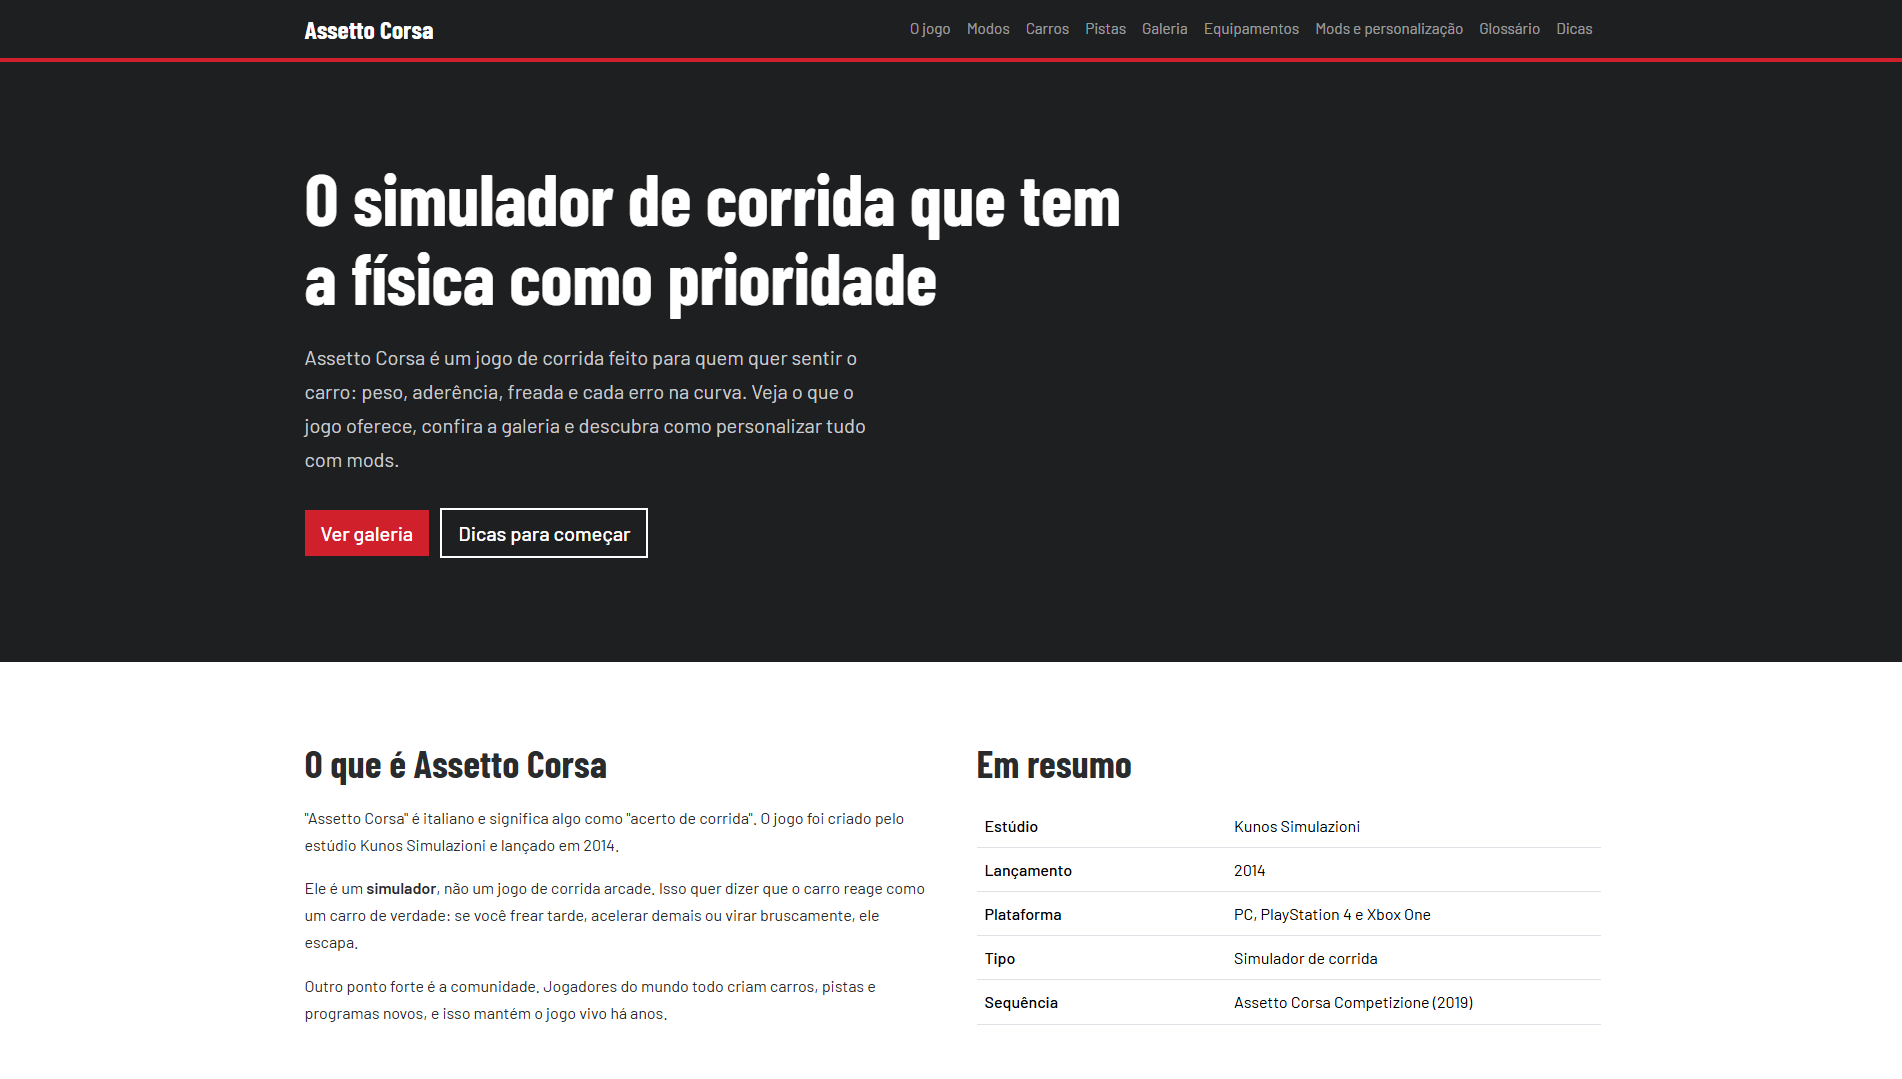 Assetto Corsa
O jogo Modos Carros Pistas Galeria Equipamentos Mods e personalização Glossário Dicas
O simulador de corrida que tem
a física como prioridade
Assetto Corsa é um jogo de corrida feito para quem quer sentir o
carro: peso, aderência, freada e cada erro na curva. Veja o que o
jogo oferece, confira a galeria e descubra como personalizar tudo
com mods.
Ver galeria
Dicas para começar
O que é Assetto Corsa
"Assetto Corsa" é italiano e significa algo como "acerto de corrida". O jogo foi criado pelo
estúdio Kunos Simulazioni e lançado em 2014.
Ele é um simulador, não um jogo de corrida arcade. Isso quer dizer que o carro reage como
um carro de verdade: se você frear tarde, acelerar demais ou virar bruscamente, ele
escapa.
Outro ponto forte é a comunidade. Jogadores do mundo todo criam carros, pistas e
programas novos, e isso mantém o jogo vivo há anos.
Em resumo
Estúdio Kunos Simulazioni
Lançamento 2014
Plataforma PC, PlayStation 4 e Xbox One
Tipo Simulador de corrida
Sequência Assetto Corsa Competizione (2019)